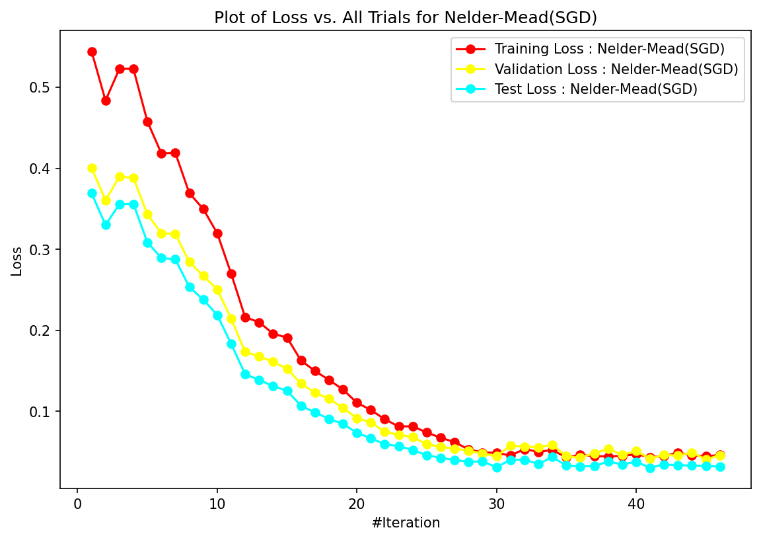 Plot of Loss vs. All Trials for Nelder-Mead(SGD)
Training Loss : Nelder-Mead(SGD)
Validation Loss : Nelder-Mead(SGD)
Test Loss : Nelder-Mead(SGD)
0.5
0.4
0.3
0.2
0.1
Loss
0 10 20 30 40
#Iteration